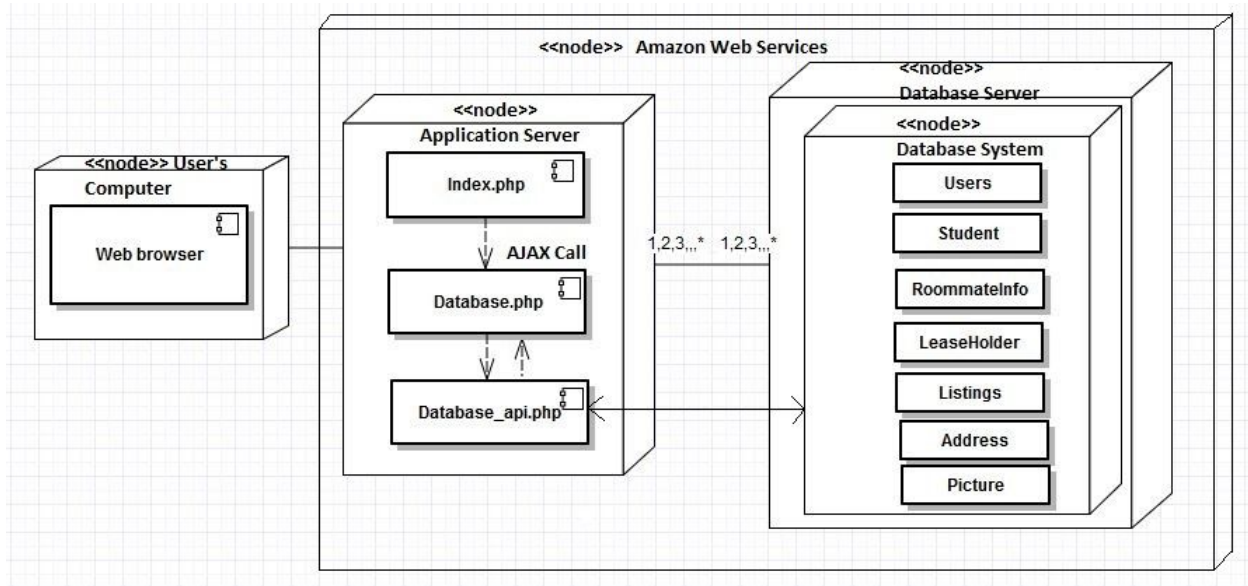 <<node>> Amazon Web Services
<<node>> User's
Computer
Web browser
<<node>>
Application Server
Index.php
AJAX Call
Database.php
Database_api.php
1,2,3,,,* 1,2,3,,,*
<<node>>
Database Server
<<node>>
Database System
Users
Student
RoommateInfo
LeaseHolder
Listings
Address
Picture